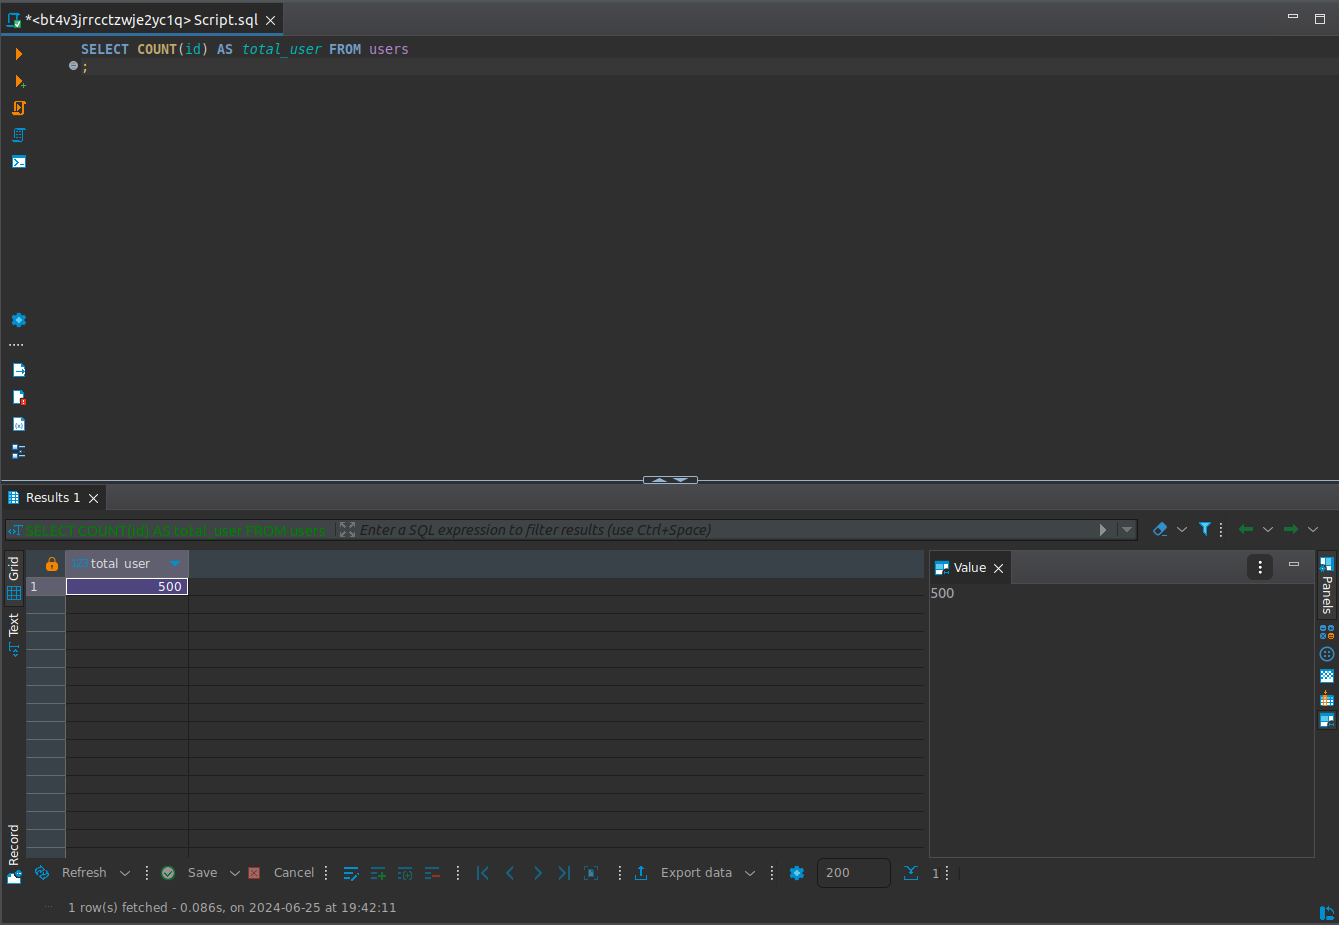 *<bt4v3jrrcctzwje2yc1q> Script.sql
SELECT COUNT(id) AS total_user FROM users
;
Results 1
SELECT COUNT(id) AS total_user FROM users
Enter a SQL expression to filter results (use Ctrl+Space)
Grid
Text
Record
123 total_user
1
500
Value
500
Panels
Refresh
Save
Cancel
Export data
200
1
1 row(s) fetched - 0.086s, on 2024-06-25 at 19:42:11